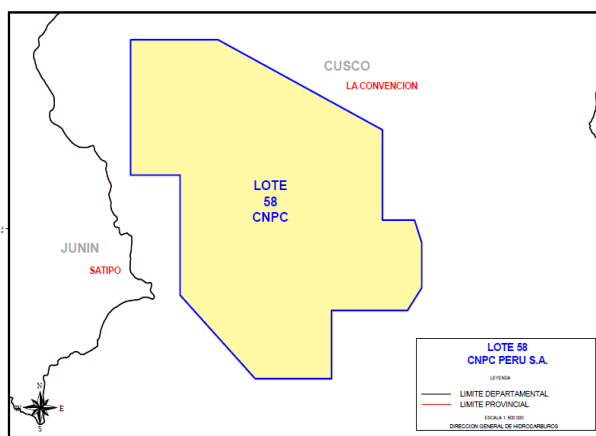 CUSCO
LA CONVENCION
LOTE
58
CNPC
JUNIN
SATIPO
N
W
E
S
LOTE 58
CNPC PERU S.A.
LEYENDA
LIMITE DEPARTAMENTAL
LIMITE PROVINCIAL
DIRECCION GENERAL DE HIDROCARBUROS